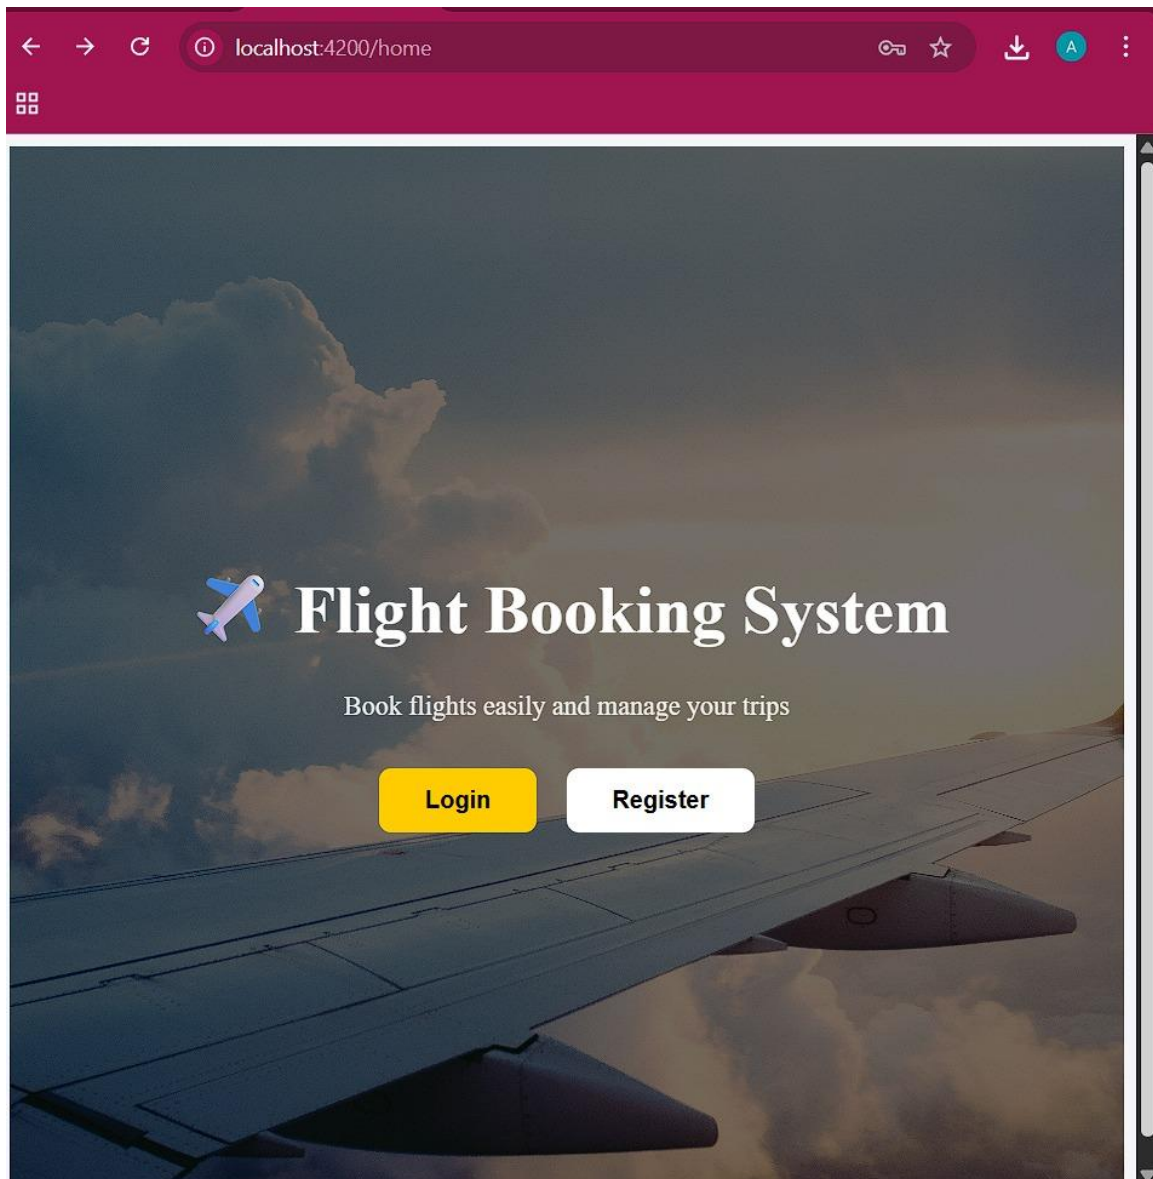 localhost:4200/home
A
Flight Booking System
Book flights easily and manage your trips
Login
Register